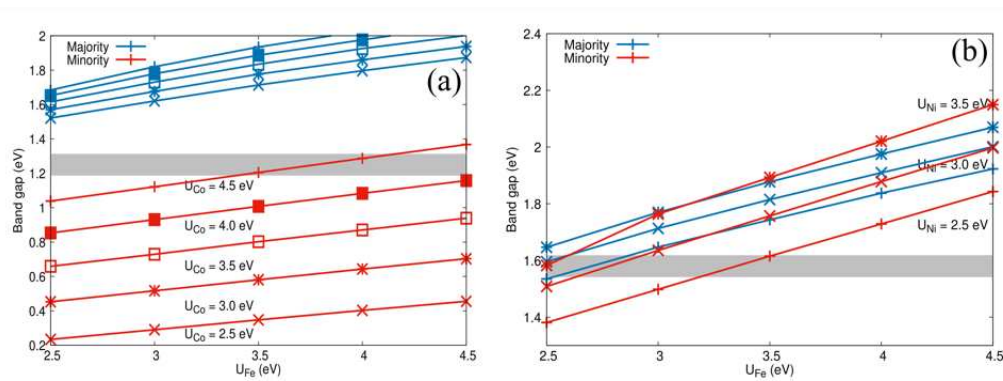 2
Majority
Minority
1.8
(a)
1.6
1.4
1.2
U_Co = 4.5 eV
1
0.8
U_Co = 4.0 eV
0.6
U_Co = 3.5 eV
0.4
U_Co = 3.0 eV
U_Co = 2.5 eV
0.2
2.5 3 3.5 4 4.5
U_Fe (eV)
Band gap (eV)
2.4
Majority
Minority
(b)
2.2
U_Ni = 3.5 eV
2
U_Ni = 3.0 eV
1.8
U_Ni = 2.5 eV
1.6
1.4
1.3
2.5 3 3.5 4 4.5
U_Fe (eV)
Band gap (eV)